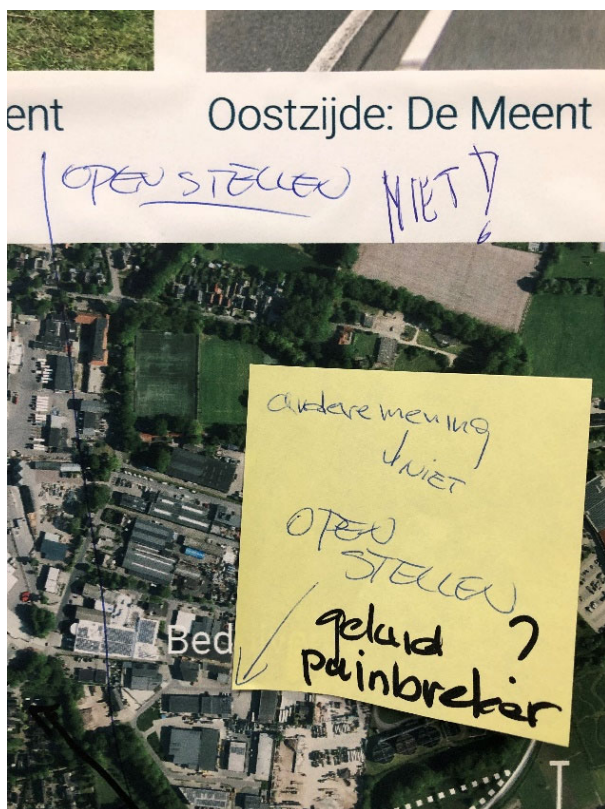 ent
Oostzijde: De Meent
OPEN STELLEN NIET!
andere mening
NIET
OPEN
STELLEN
geluid ?
puinbreker
Bed
T